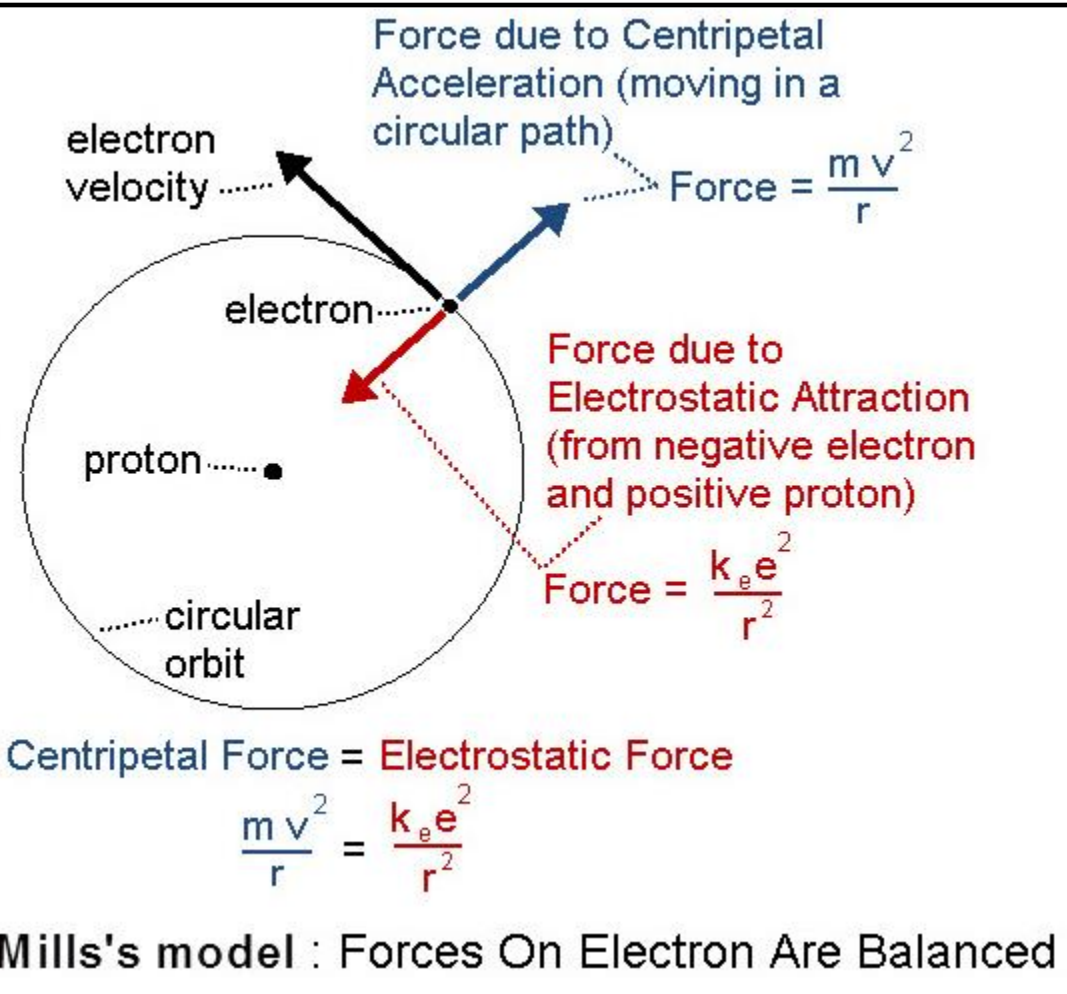 Force due to Centripetal
Acceleration (moving in a
circular path)
Force = m v² / r
electron
velocity
electron
Force due to
Electrostatic Attraction
(from negative electron
and positive proton)
Force = kₑe² / r²
proton
circular
orbit
Centripetal Force = Electrostatic Force
m v² / r = kₑe² / r²
Mills's model : Forces On Electron Are Balanced